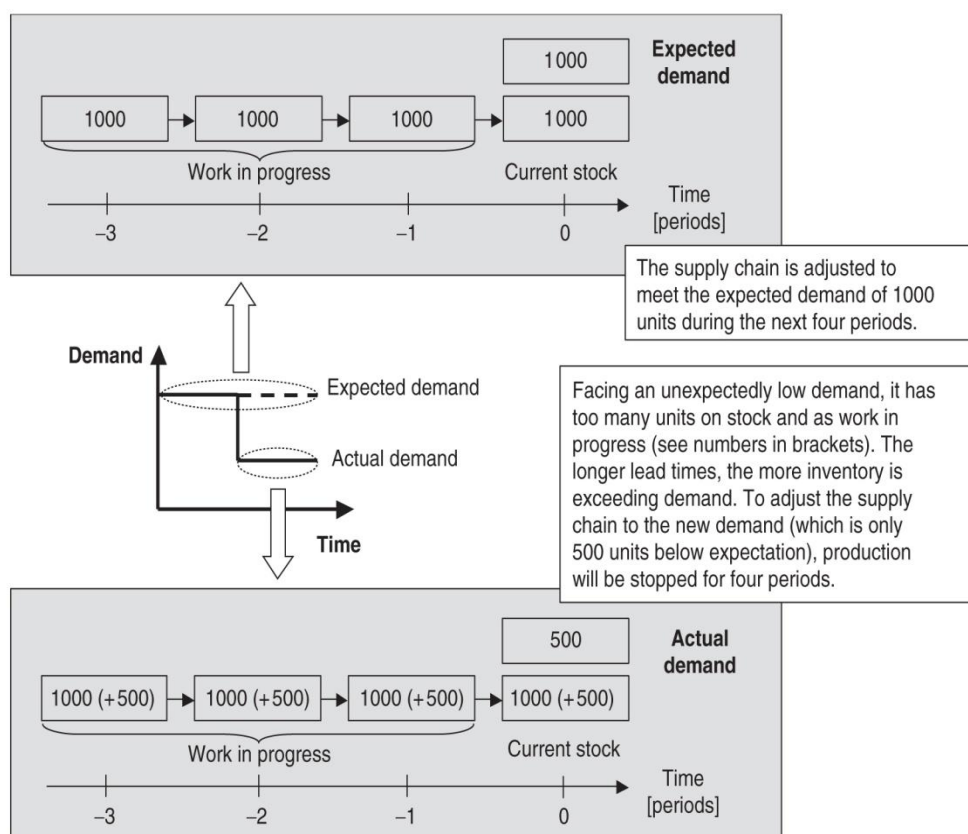 Expected
demand
1000
1000
1000
1000
1000
Work in progress
Current stock
Time
[periods]
–3
–2
–1
0
The supply chain is adjusted to
meet the expected demand of 1000
units during the next four periods.
Demand
Expected demand
Actual demand
Time
Facing an unexpectedly low demand, it has
too many units on stock and as work in
progress (see numbers in brackets). The
longer lead times, the more inventory is
exceeding demand. To adjust the supply
chain to the new demand (which is only
500 units below expectation), production
will be stopped for four periods.
500
Actual
demand
1000 (+500)
1000 (+500)
1000 (+500)
1000 (+500)
Work in progress
Current stock
Time
[periods]
–3
–2
–1
0